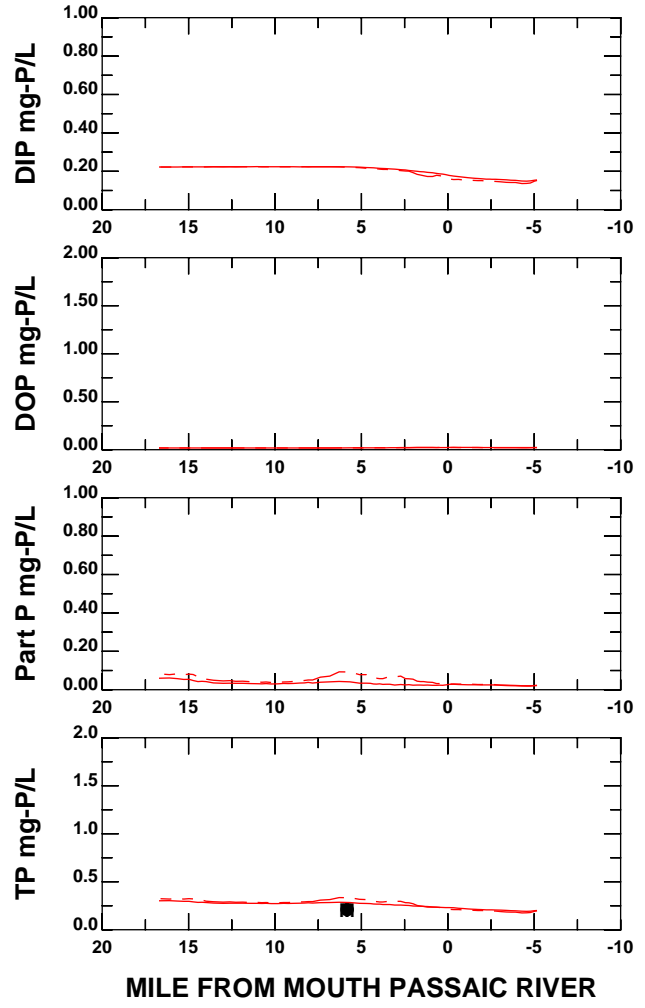 DIP mg-P/L
1.00
0.80
0.60
0.40
0.20
0.00
20 15 10 5 0 -5 -10
DOP mg-P/L
2.00
1.50
1.00
0.50
0.00
20 15 10 5 0 -5 -10
Part P mg-P/L
1.00
0.80
0.60
0.40
0.20
0.00
20 15 10 5 0 -5 -10
TP mg-P/L
2.0
1.5
1.0
0.5
0.0
20 15 10 5 0 -5 -10
MILE FROM MOUTH PASSAIC RIVER